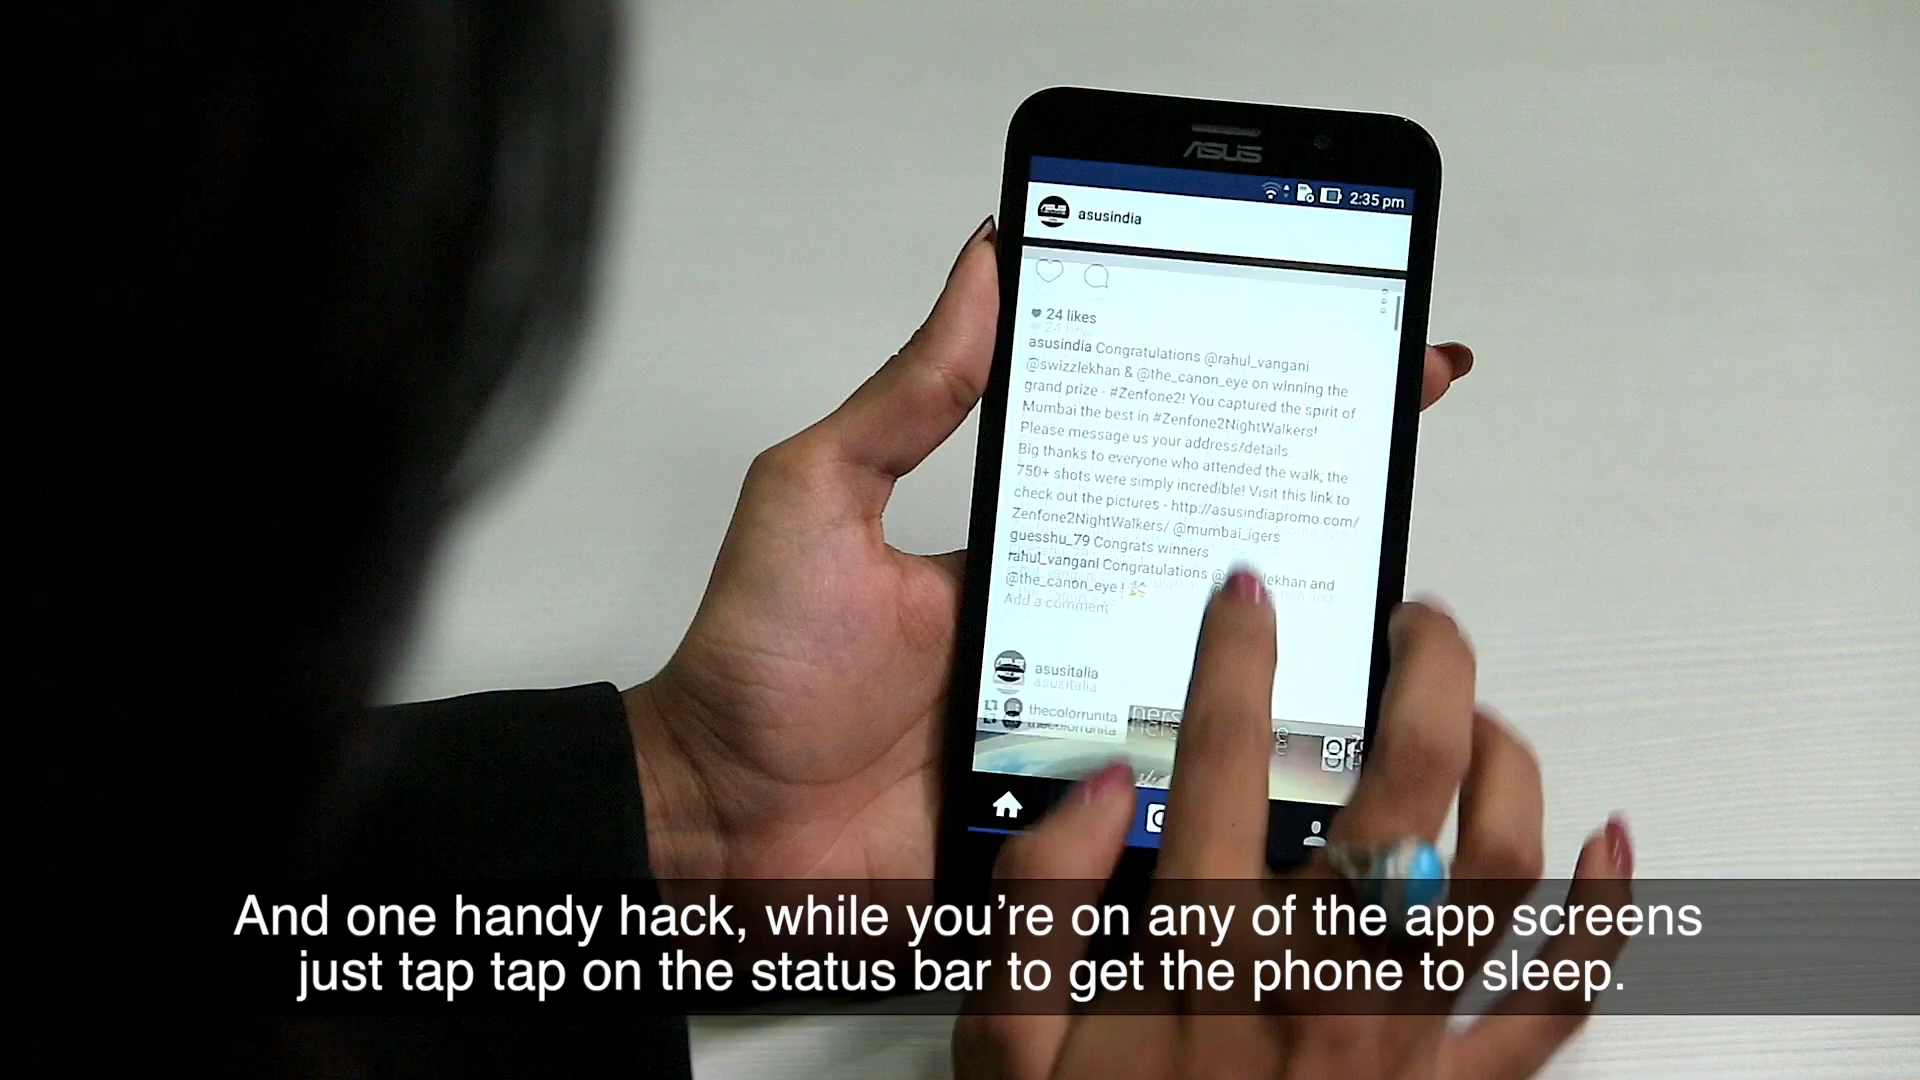 ASUS
2:35 pm
asusindia
24 likes
asusindia Congratulations @rahul_vangani
@swizzlekhan & @the_canon_eye on winning the
grand prize - #Zenfone2! You captured the spirit of
Mumbai the best in #Zenfone2NightWalkers!
Please message us your address/details.
Big thanks to everyone who attended the walk; the
750+ shots were simply incredible! Visit this link to
check out the pictures - http://asusindiapromo.com/
Zenfone2NightWalkers/ @mumbai_igers
guesshu_79 Congrats winners
rahul_vangani Congratulations and
@the_canon_eye !
Add a comment
asusitalia
thecolorrunita
And one handy hack, while you’re on any of the app screens
just tap tap on the status bar to get the phone to sleep.